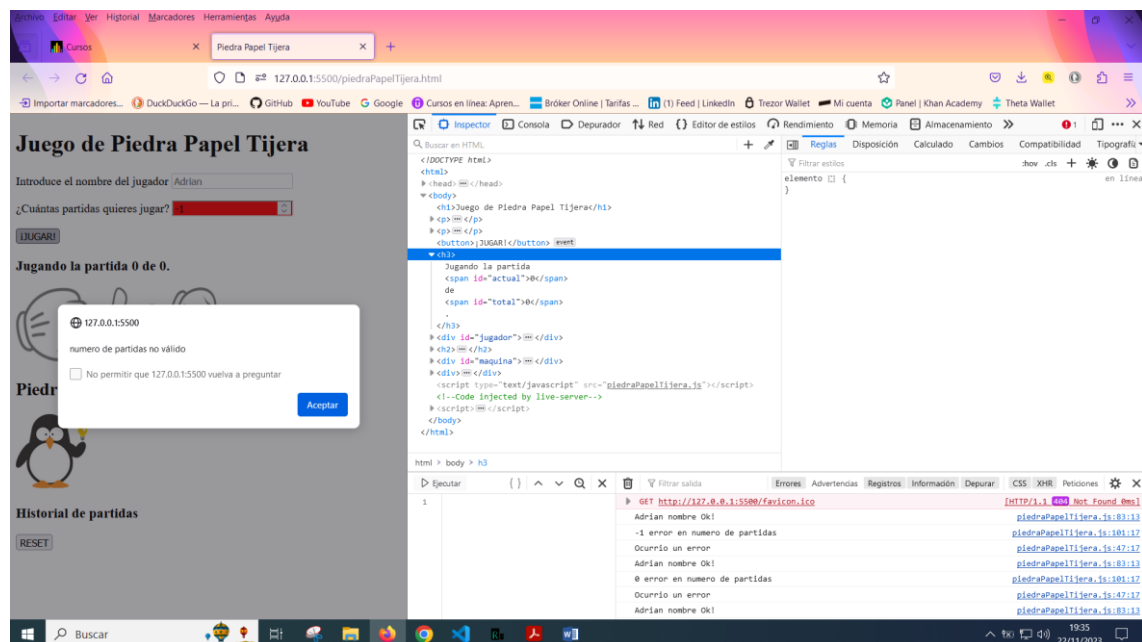 Archivo Editar Ver Historial Marcadores Herramientas Ayuda
Cursos
Piedra Papel Tijera
127.0.0.1:5500/piedraPapelTijera.html
Importar marcadores... DuckDuckGo — La pri... GitHub YouTube Google Cursos en línea: Apren... Bróker Online | Tarifas ... (1) Feed | LinkedIn Trezor Wallet Mi cuenta Panel | Khan Academy Theta Wallet
Inspector Consola Depurador Red Editor de estilos Rendimiento Memoria Almacenamiento 1
Buscar en HTML
Reglas Disposición Calculado Cambios Compatibilidad Tipografí
Filtrar estilos :hov .cls
elemento { en línea
}
Juego de Piedra Papel Tijera
Introduce el nombre del jugador Adrian
¿Cuántas partidas quieres jugar? -1
¡JUGAR!
Jugando la partida 0 de 0.
127.0.0.1:5500
numero de partidas no válido
No permitir que 127.0.0.1:5500 vuelva a preguntar
Aceptar
Piedr
Historial de partidas
RESET
<!DOCTYPE html>
<html>
<head> </head>
<body>
<h1>Juego de Piedra Papel Tijera</h1>
<p> </p>
<p> </p>
<button>¡JUGAR!</button> event
<h3>
Jugando la partida
<span id="actual">0</span>
de
<span id="total">0</span>
.
</h3>
<div id="jugador"> </div>
<h2> </h2>
<div id="maquina"> </div>
<div> </div>
<script type="text/javascript" src="piedraPapelTijera.js"></script>
<!--Code injected by live-server-->
<script> </script>
</body>
</html>
html > body > h3
Ejecutar
1
Filtrar salida Errores Advertencias Registros Información Depurar CSS XHR Peticiones
GET http://127.0.0.1:5500/favicon.ico [HTTP/1.1 404 Not Found 0ms]
Adrian nombre Ok! piedraPapelTijera.js:83:13
-1 error en numero de partidas piedraPapelTijera.js:101:17
Ocurrio un error piedraPapelTijera.js:47:17
Adrian nombre Ok! piedraPapelTijera.js:83:13
0 error en numero de partidas piedraPapelTijera.js:101:17
Ocurrio un error piedraPapelTijera.js:47:17
Adrian nombre Ok! piedraPapelTijera.js:83:13
Buscar
19:35
22/11/2023